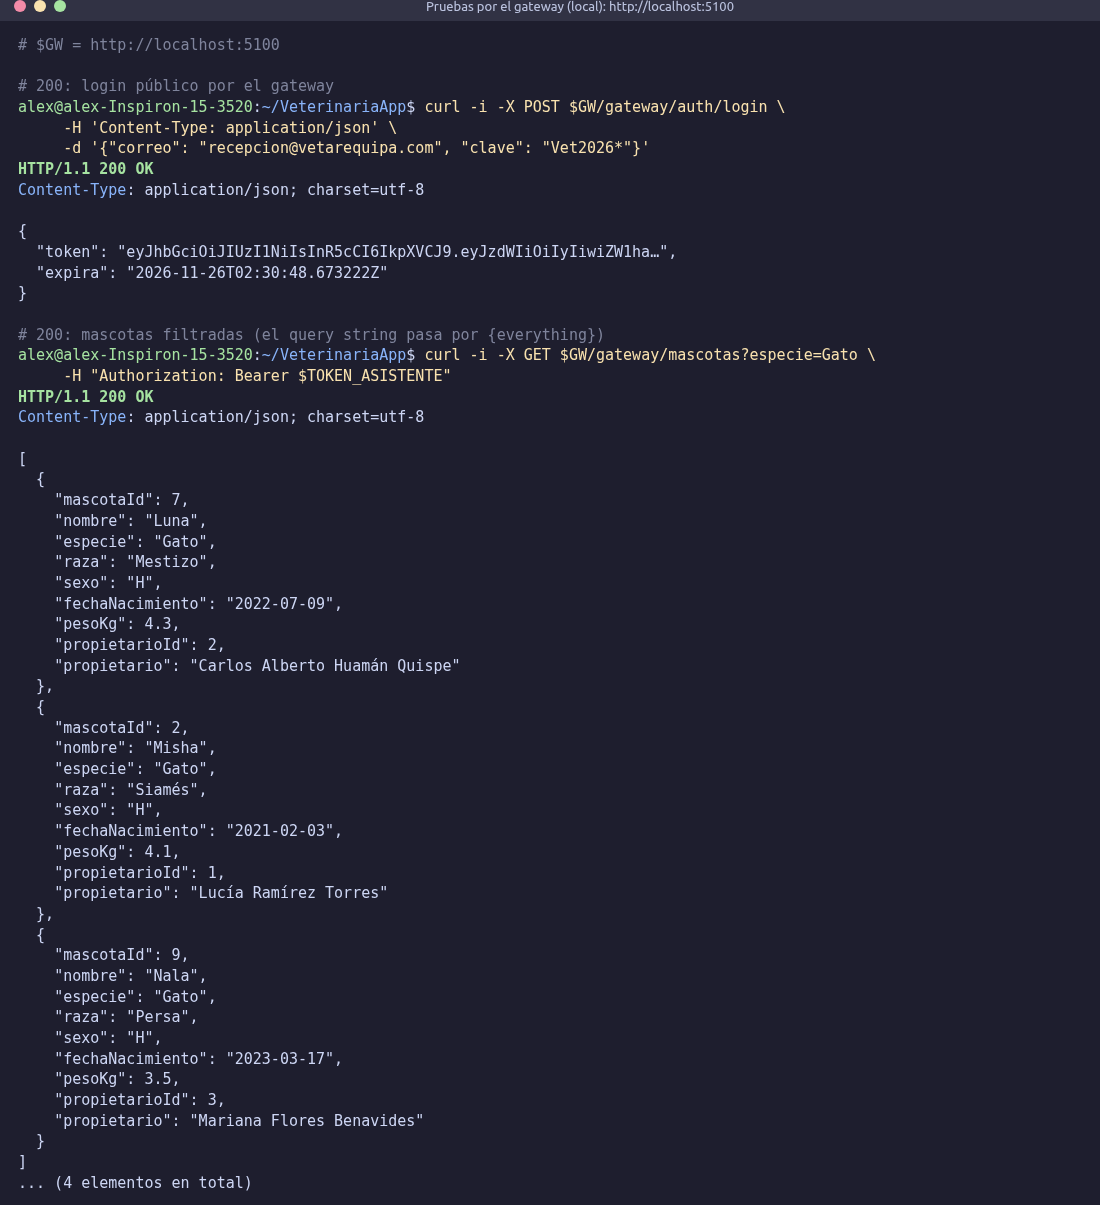 Pruebas por el gateway (local): http://localhost:5100
# $GW = http://localhost:5100
# 200: login público por el gateway
alex@alex-Inspiron-15-3520:~/VeterinariaApp$ curl -i -X POST $GW/gateway/auth/login \
     -H 'Content-Type: application/json' \
     -d '{"correo": "recepcion@vetarequipa.com", "clave": "Vet2026*"}'
HTTP/1.1 200 OK
Content-Type: application/json; charset=utf-8
{
  "token": "eyJhbGciOiJIUzI1NiIsInR5cCI6IkpXVCJ9.eyJzdWIiOiIyIiwiZW1ha…",
  "expira": "2026-11-26T02:30:48.673222Z"
}
# 200: mascotas filtradas (el query string pasa por {everything})
alex@alex-Inspiron-15-3520:~/VeterinariaApp$ curl -i -X GET $GW/gateway/mascotas?especie=Gato \
     -H "Authorization: Bearer $TOKEN_ASISTENTE"
HTTP/1.1 200 OK
Content-Type: application/json; charset=utf-8
[
  {
    "mascotaId": 7,
    "nombre": "Luna",
    "especie": "Gato",
    "raza": "Mestizo",
    "sexo": "H",
    "fechaNacimiento": "2022-07-09",
    "pesoKg": 4.3,
    "propietarioId": 2,
    "propietario": "Carlos Alberto Huamán Quispe"
  },
  {
    "mascotaId": 2,
    "nombre": "Misha",
    "especie": "Gato",
    "raza": "Siamés",
    "sexo": "H",
    "fechaNacimiento": "2021-02-03",
    "pesoKg": 4.1,
    "propietarioId": 1,
    "propietario": "Lucía Ramírez Torres"
  },
  {
    "mascotaId": 9,
    "nombre": "Nala",
    "especie": "Gato",
    "raza": "Persa",
    "sexo": "H",
    "fechaNacimiento": "2023-03-17",
    "pesoKg": 3.5,
    "propietarioId": 3,
    "propietario": "Mariana Flores Benavides"
  }
]
... (4 elementos en total)